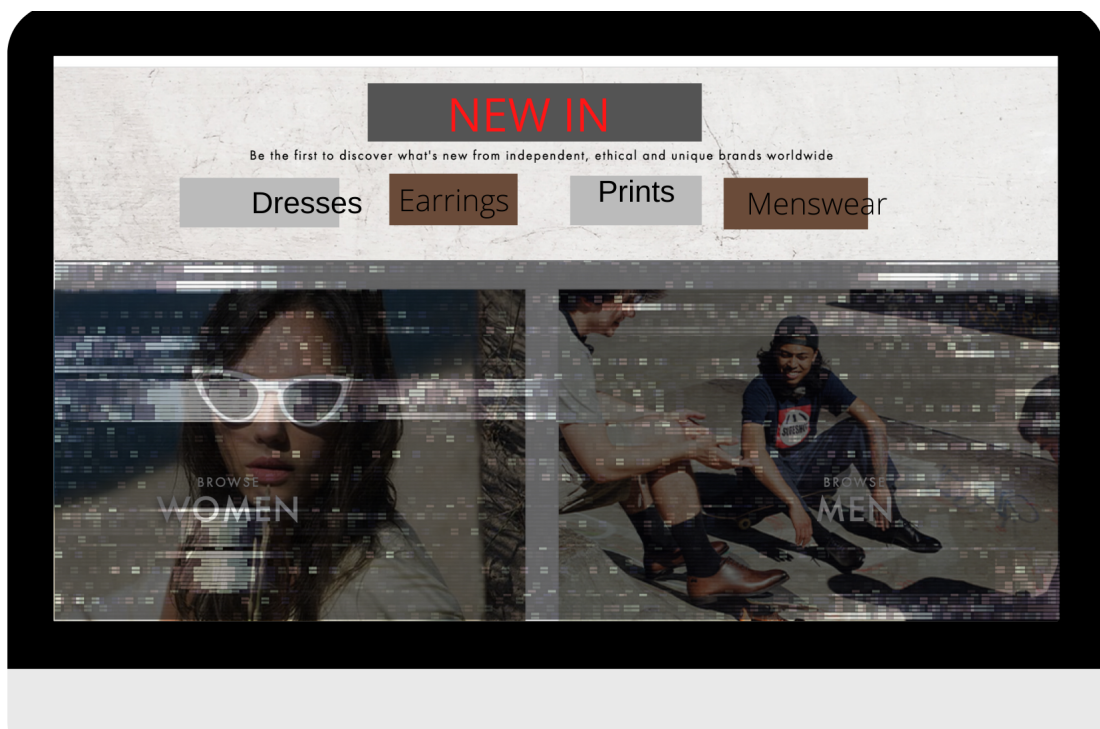 NEW IN
Be the first to discover what's new from independent, ethical and unique brands worldwide
Dresses Earrings Prints Menswear
BROWSE
WOMEN
BROWSE
MEN